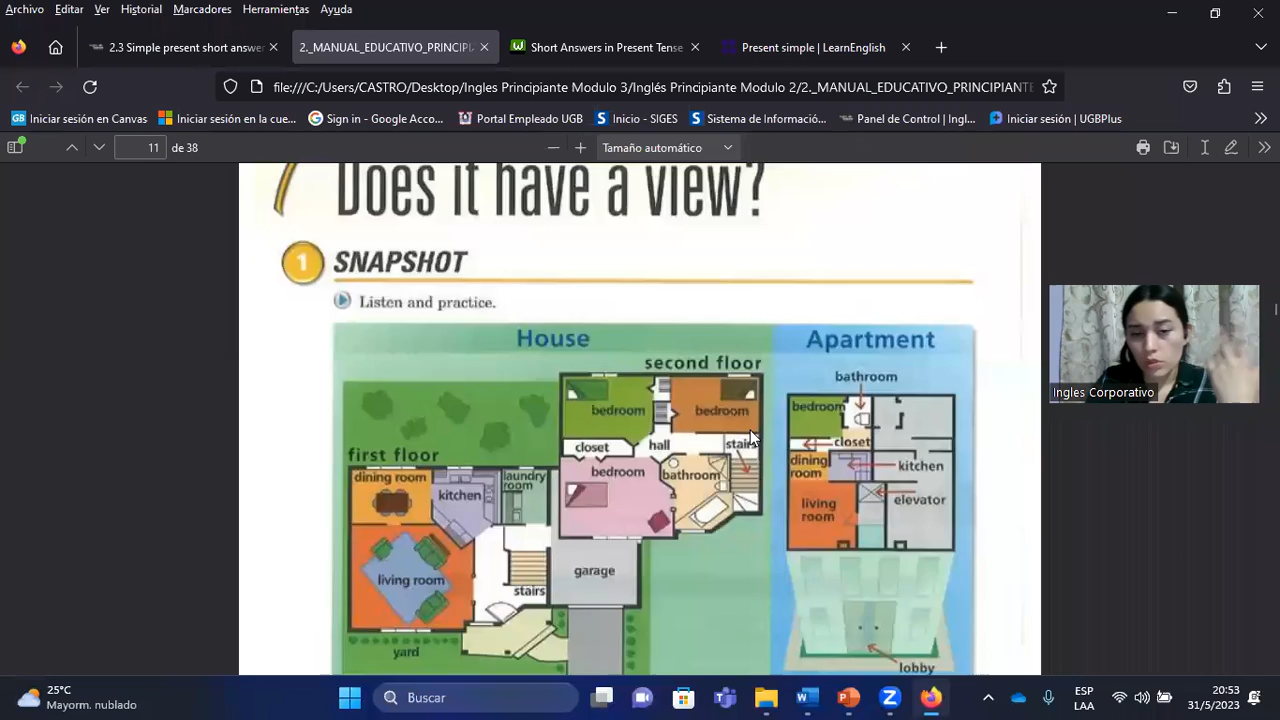 Archivo Editar Ver Historial Marcadores Herramientas Ayuda
2.3 Simple present short answer
2._MANUAL_EDUCATIVO_PRINCIPI
Short Answers in Present Tense
Present simple | LearnEnglish
file:///C:/Users/CASTRO/Desktop/Ingles Principiante Modulo 3/Inglés Principiante Modulo 2/2._MANUAL_EDUCATIVO_PRINCIPIANTE
GB Iniciar sesión en Canvas
Iniciar sesión en la cue...
Sign in - Google Acco...
Portal Empleado UGB
Inicio - SIGES
Sistema de Informació...
Panel de Control | Ingl...
Iniciar sesión | UGBPlus
11 de 38
Tamaño automático
7 Does it have a view?
1 SNAPSHOT
Listen and practice.
House
Apartment
second floor
bathroom
bedroom
bedroom
bedroom
closet
hall
stairs
closet
first floor
dining room
kitchen
laundry
room
bedroom
bathroom
dining
room
kitchen
living
room
elevator
living room
stairs
garage
yard
lobby
Ingles Corporativo
25°C
Mayorm. nublado
Buscar
ESP
LAA
20:53
31/5/2023